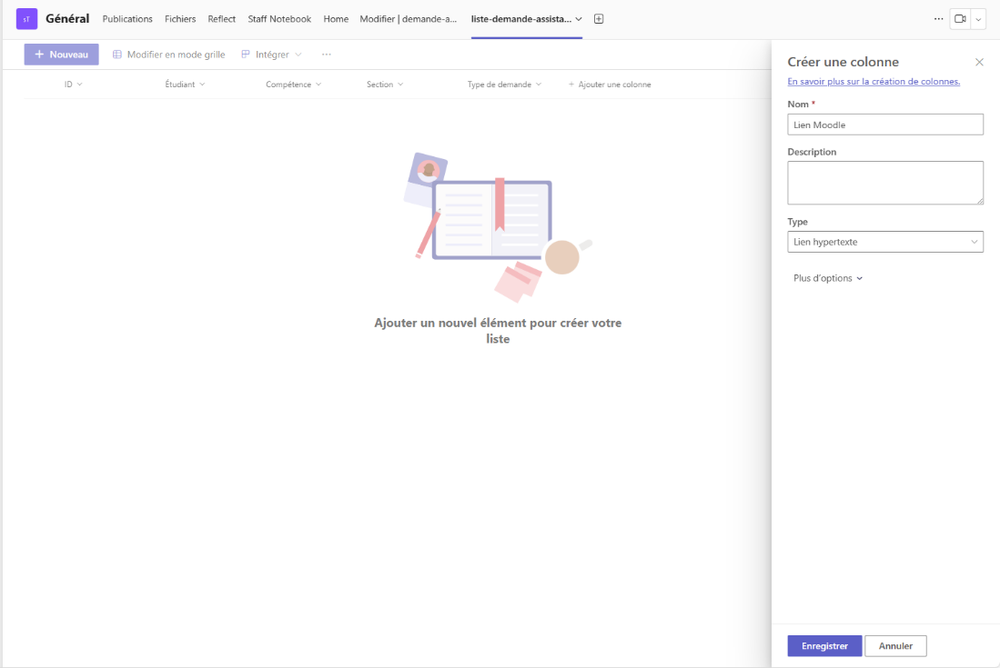 sT Général Publications Fichiers Reflect Staff Notebook Home Modifier | demande-a... liste-demande-assista...
+ Nouveau Modifier en mode grille Intégrer
ID Étudiant Compétence Section Type de demande + Ajouter une colonne
Ajouter un nouvel élément pour créer votre
liste
Créer une colonne
En savoir plus sur la création de colonnes.
Nom *
Lien Moodle
Description
Type
Lien hypertexte
Plus d'options
Enregistrer Annuler